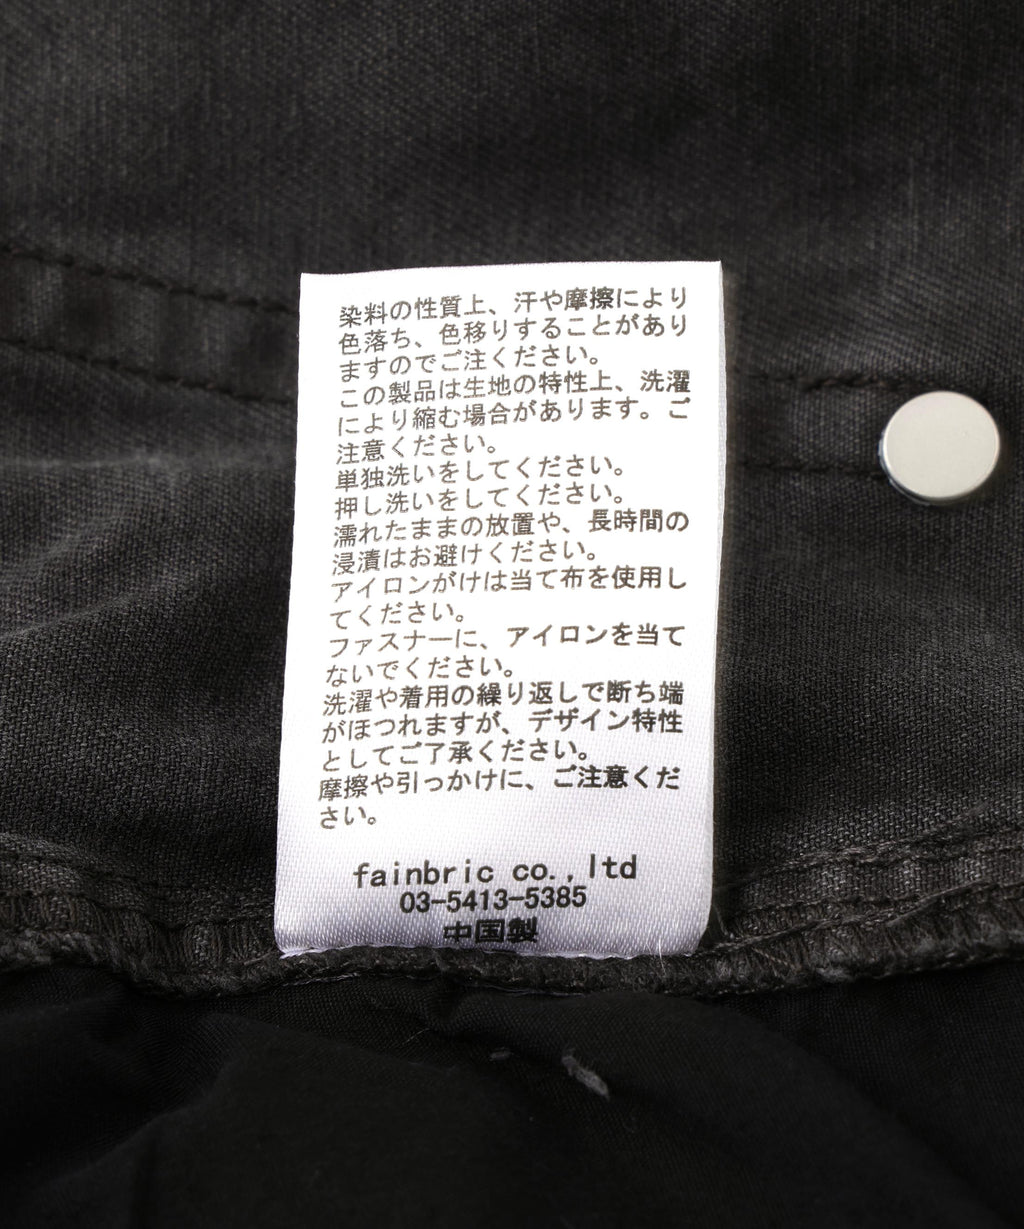 染料の性質上、汗や摩擦により
色落ち、色移りすることがあり
ますのでご注ください。
この製品は生地の特性上、洗濯
により縮む場合があります。ご
注意ください。
単独洗いをしてください。
押し洗いをしてください。
濡れたままの放置や、長時間の
浸漬はお避けください。
アイロンがけは当て布を使用し
てください。
ファスナーに、アイロンを当て
ないでください。
洗濯や着用の繰り返しで断ち端
がほつれますが、デザイン特性
としてご了承ください。
摩擦や引っかけに、ご注意くだ
さい。
fainbric co.,ltd
03-5413-5385
中国製